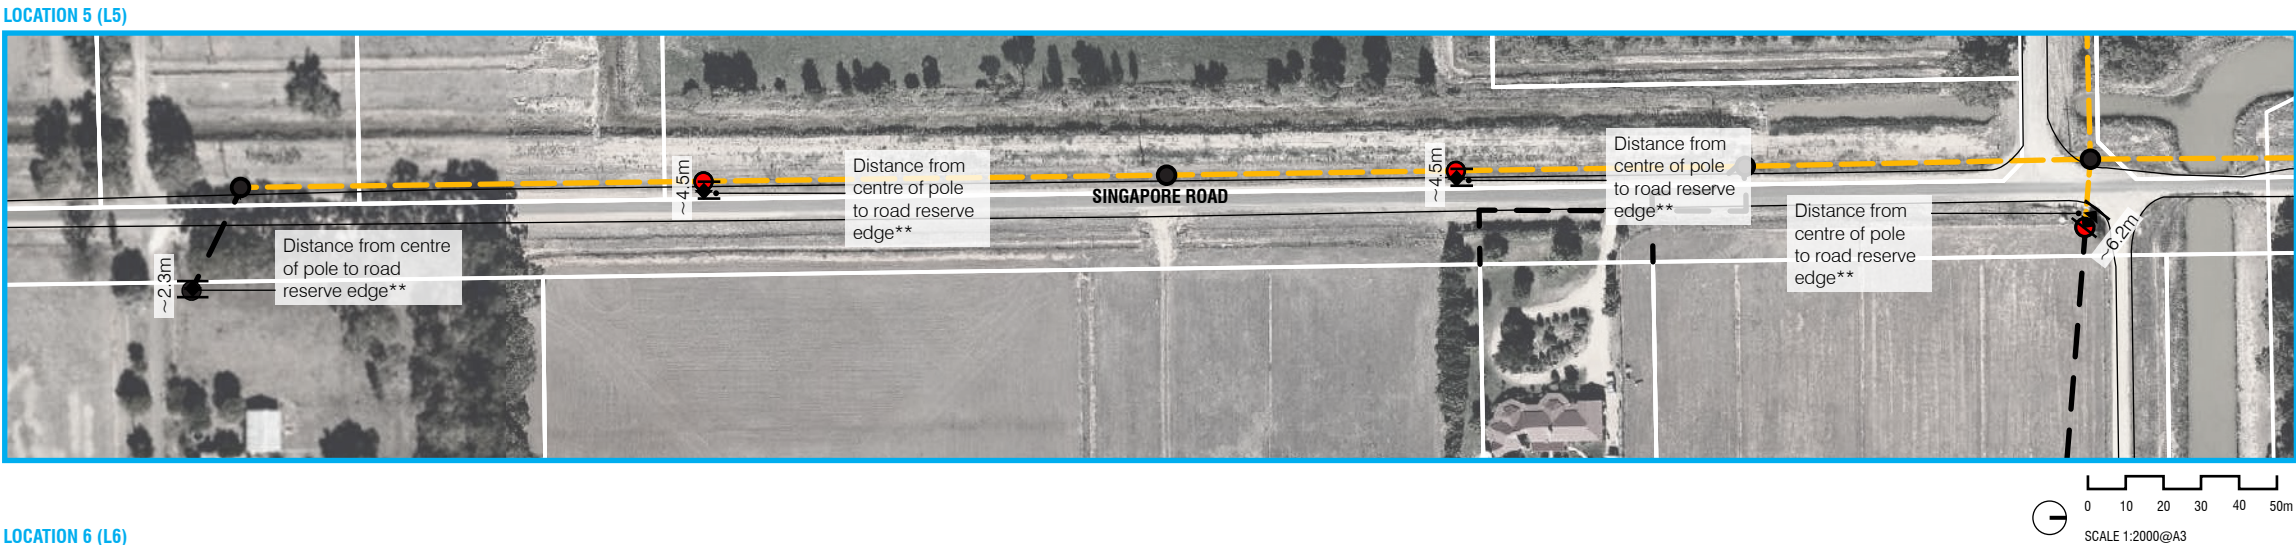 LOCATION 5 (L5)
~2.3m
Distance from centre
of pole to road
reserve edge**
~4.5m
Distance from
centre of pole
to road reserve
edge**
SINGAPORE ROAD
~4.5m
Distance from
centre of pole
to road reserve
edge**
Distance from
centre of pole
to road reserve
edge**
~6.2m
0 10 20 30 40 50m
SCALE 1:2000@A3
LOCATION 6 (L6)